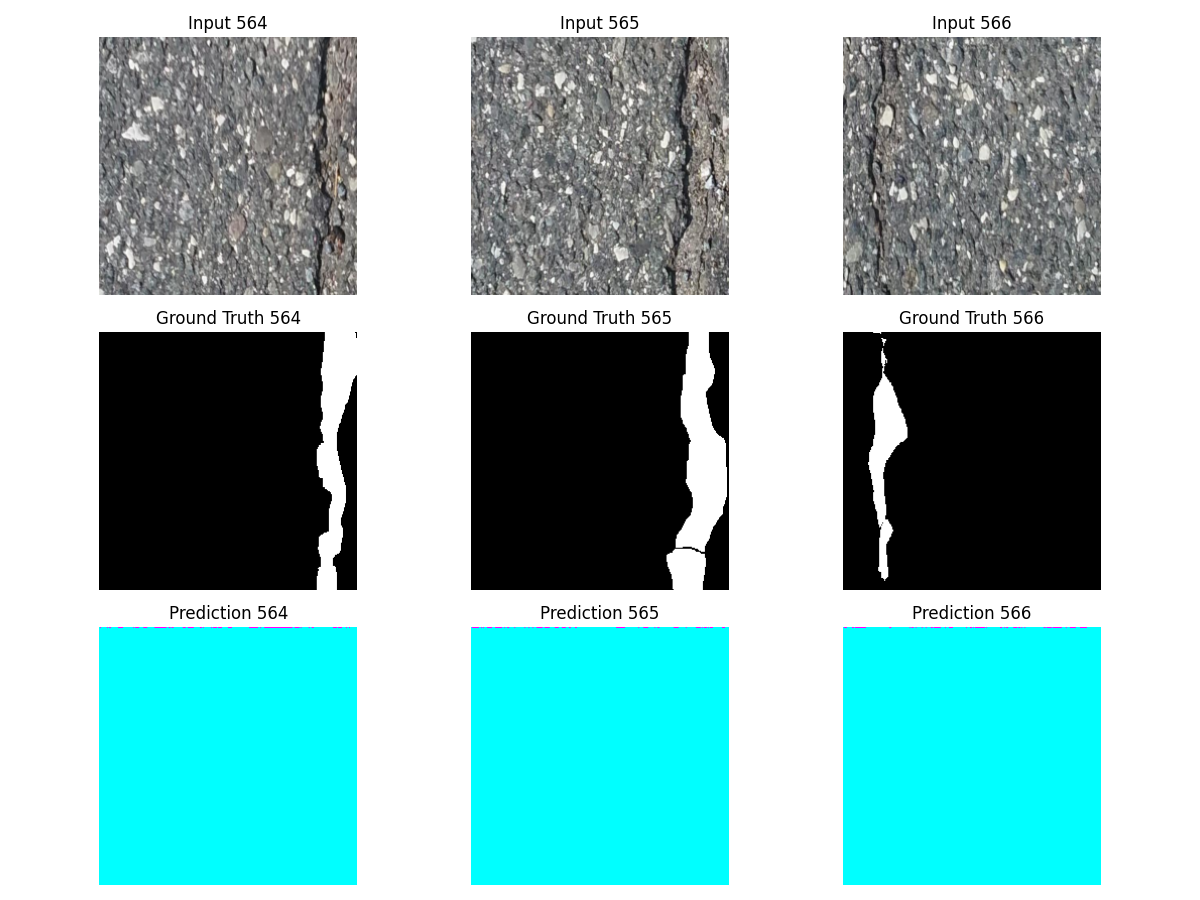 Input 564
Input 565
Input 566
Ground Truth 564
Ground Truth 565
Ground Truth 566
Prediction 564
Prediction 565
Prediction 566